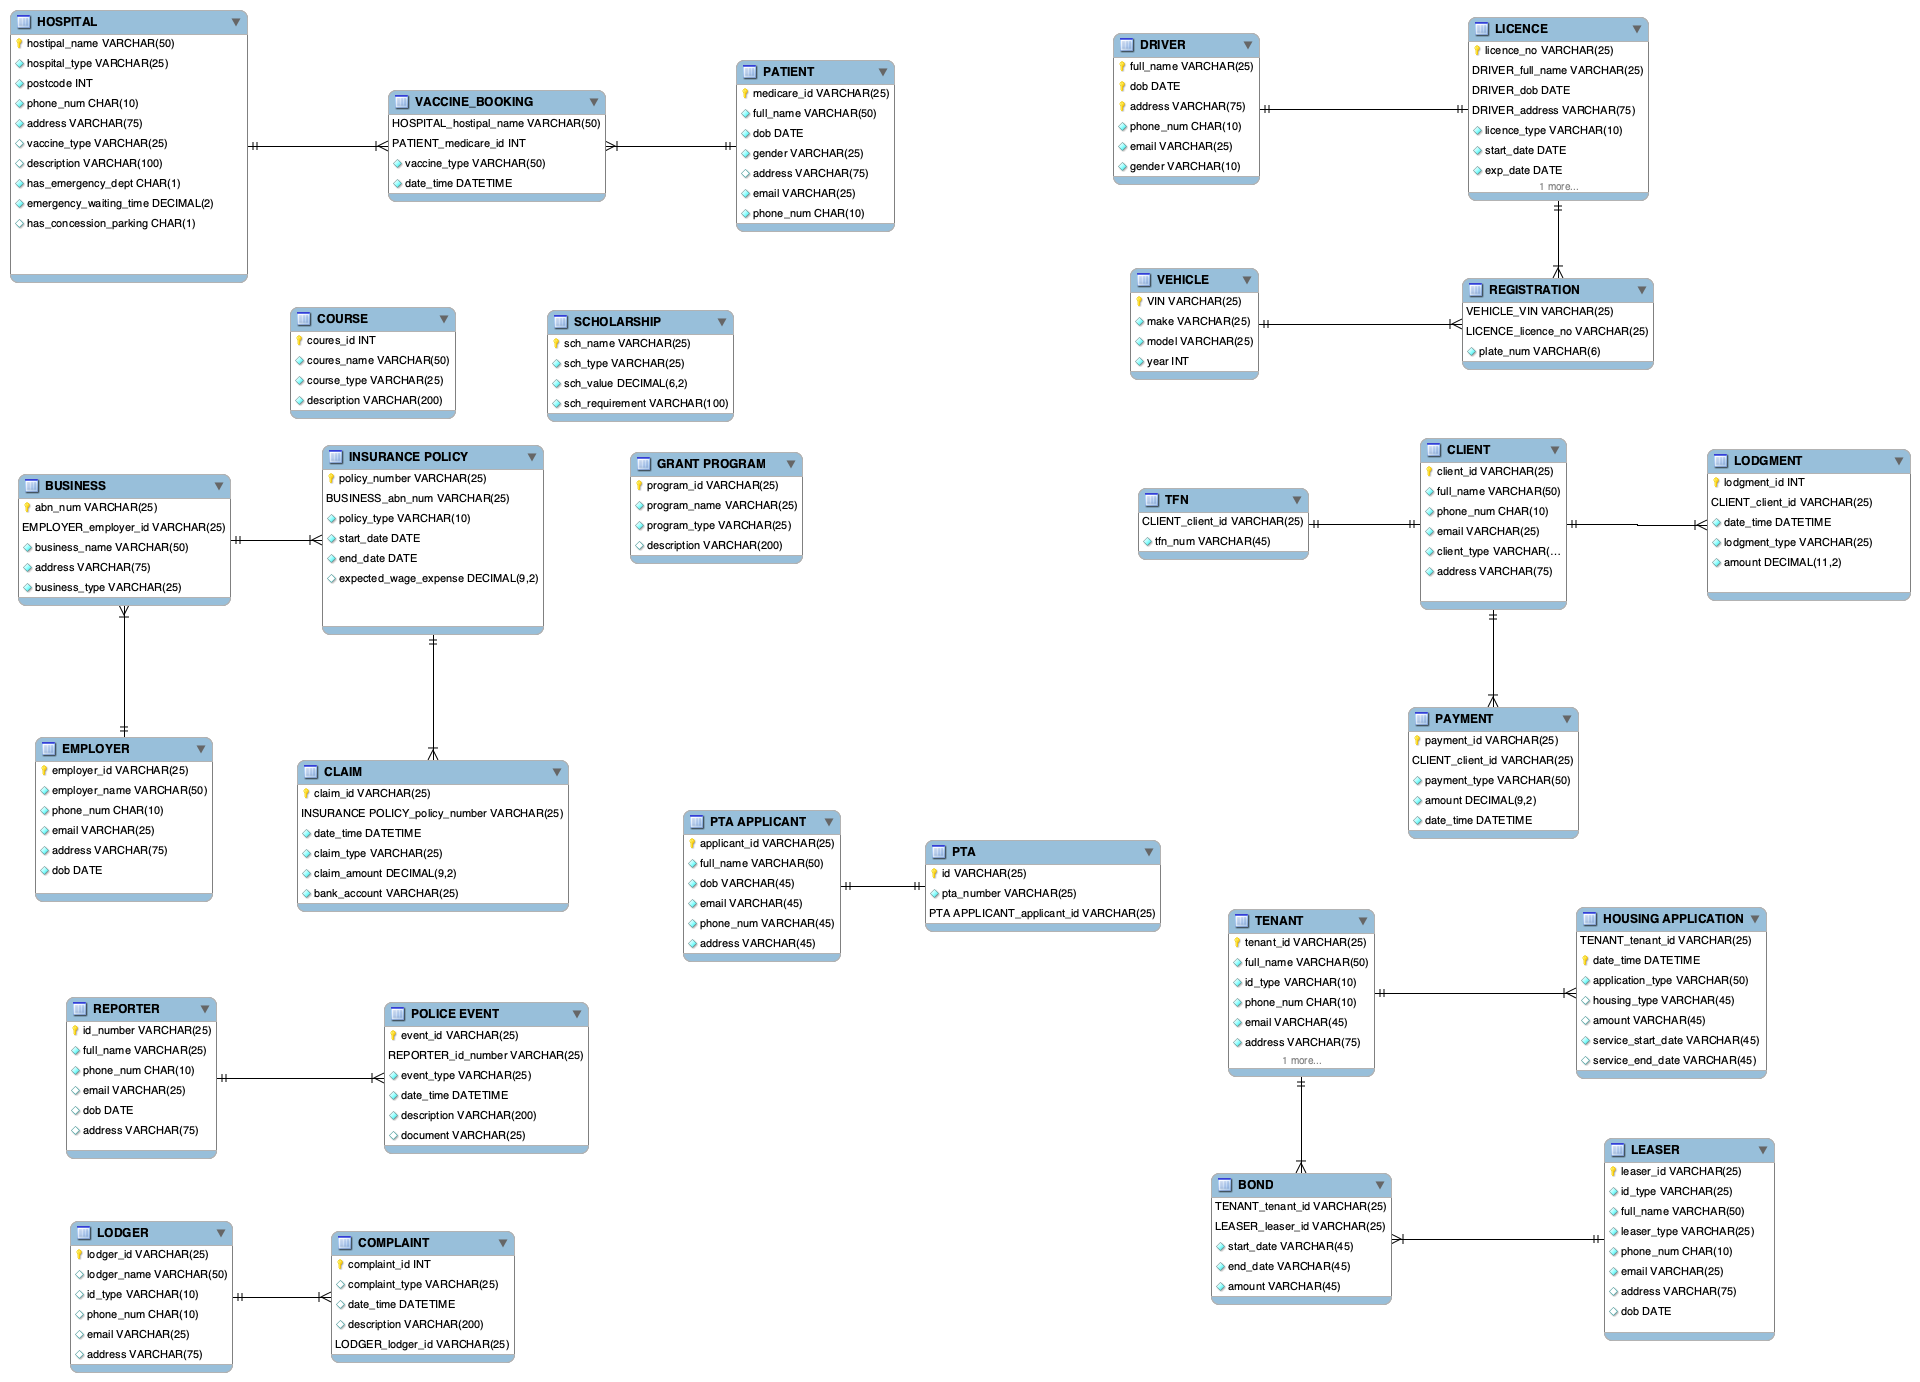 HOSPITAL
hostipal_name VARCHAR(50)
hospital_type VARCHAR(25)
postcode INT
phone_num CHAR(10)
address VARCHAR(75)
vaccine_type VARCHAR(25)
description VARCHAR(100)
has_emergency_dept CHAR(1)
emergency_waiting_time DECIMAL(2)
has_concession_parking CHAR(1)
VACCINE_BOOKING
HOSPITAL_hostipal_name VARCHAR(50)
PATIENT_medicare_id INT
vaccine_type VARCHAR(50)
date_time DATETIME
PATIENT
medicare_id VARCHAR(25)
full_name VARCHAR(50)
dob DATE
gender VARCHAR(25)
address VARCHAR(75)
email VARCHAR(25)
phone_num CHAR(10)
DRIVER
full_name VARCHAR(25)
dob DATE
address VARCHAR(75)
phone_num CHAR(10)
email VARCHAR(25)
gender VARCHAR(10)
LICENCE
licence_no VARCHAR(25)
DRIVER_full_name VARCHAR(25)
DRIVER_dob DATE
DRIVER_address VARCHAR(75)
licence_type VARCHAR(10)
start_date DATE
exp_date DATE
1 more...
VEHICLE
VIN VARCHAR(25)
make VARCHAR(25)
model VARCHAR(25)
year INT
REGISTRATION
VEHICLE_VIN VARCHAR(25)
LICENCE_licence_no VARCHAR(25)
plate_num VARCHAR(6)
COURSE
coures_id INT
coures_name VARCHAR(50)
course_type VARCHAR(25)
description VARCHAR(200)
SCHOLARSHIP
sch_name VARCHAR(25)
sch_type VARCHAR(25)
sch_value DECIMAL(6,2)
sch_requirement VARCHAR(100)
BUSINESS
abn_num VARCHAR(25)
EMPLOYER_employer_id VARCHAR(25)
business_name VARCHAR(50)
address VARCHAR(75)
business_type VARCHAR(25)
INSURANCE POLICY
policy_number VARCHAR(25)
BUSINESS_abn_num VARCHAR(25)
policy_type VARCHAR(10)
start_date DATE
end_date DATE
expected_wage_expense DECIMAL(9,2)
GRANT PROGRAM
program_id VARCHAR(25)
program_name VARCHAR(25)
program_type VARCHAR(25)
description VARCHAR(200)
TFN
CLIENT_client_id VARCHAR(25)
tfn_num VARCHAR(45)
CLIENT
client_id VARCHAR(25)
full_name VARCHAR(50)
phone_num CHAR(10)
email VARCHAR(25)
client_type VARCHAR(...
address VARCHAR(75)
LODGMENT
lodgment_id INT
CLIENT_client_id VARCHAR(25)
date_time DATETIME
lodgment_type VARCHAR(25)
amount DECIMAL(11,2)
EMPLOYER
employer_id VARCHAR(25)
employer_name VARCHAR(50)
phone_num CHAR(10)
email VARCHAR(25)
address VARCHAR(75)
dob DATE
CLAIM
claim_id VARCHAR(25)
INSURANCE POLICY_policy_number VARCHAR(25)
date_time DATETIME
claim_type VARCHAR(25)
claim_amount DECIMAL(9,2)
bank_account VARCHAR(25)
PAYMENT
payment_id VARCHAR(25)
CLIENT_client_id VARCHAR(25)
payment_type VARCHAR(50)
amount DECIMAL(9,2)
date_time DATETIME
PTA APPLICANT
applicant_id VARCHAR(25)
full_name VARCHAR(50)
dob VARCHAR(45)
email VARCHAR(45)
phone_num VARCHAR(45)
address VARCHAR(45)
PTA
id VARCHAR(25)
pta_number VARCHAR(25)
PTA APPLICANT_applicant_id VARCHAR(25)
TENANT
tenant_id VARCHAR(25)
full_name VARCHAR(50)
id_type VARCHAR(10)
phone_num CHAR(10)
email VARCHAR(45)
address VARCHAR(75)
1 more...
HOUSING APPLICATION
TENANT_tenant_id VARCHAR(25)
date_time DATETIME
application_type VARCHAR(50)
housing_type VARCHAR(45)
amount VARCHAR(45)
service_start_date VARCHAR(45)
service_end_date VARCHAR(45)
REPORTER
id_number VARCHAR(25)
full_name VARCHAR(25)
phone_num CHAR(10)
email VARCHAR(25)
dob DATE
address VARCHAR(75)
POLICE EVENT
event_id VARCHAR(25)
REPORTER_id_number VARCHAR(25)
event_type VARCHAR(25)
date_time DATETIME
description VARCHAR(200)
document VARCHAR(25)
BOND
TENANT_tenant_id VARCHAR(25)
LEASER_leaser_id VARCHAR(25)
start_date VARCHAR(45)
end_date VARCHAR(45)
amount VARCHAR(45)
LEASER
leaser_id VARCHAR(25)
id_type VARCHAR(25)
full_name VARCHAR(50)
leaser_type VARCHAR(25)
phone_num CHAR(10)
email VARCHAR(25)
address VARCHAR(75)
dob DATE
LODGER
lodger_id VARCHAR(25)
lodger_name VARCHAR(50)
id_type VARCHAR(10)
phone_num CHAR(10)
email VARCHAR(25)
address VARCHAR(75)
COMPLAINT
complaint_id INT
complaint_type VARCHAR(25)
date_time DATETIME
description VARCHAR(200)
LODGER_lodger_id VARCHAR(25)